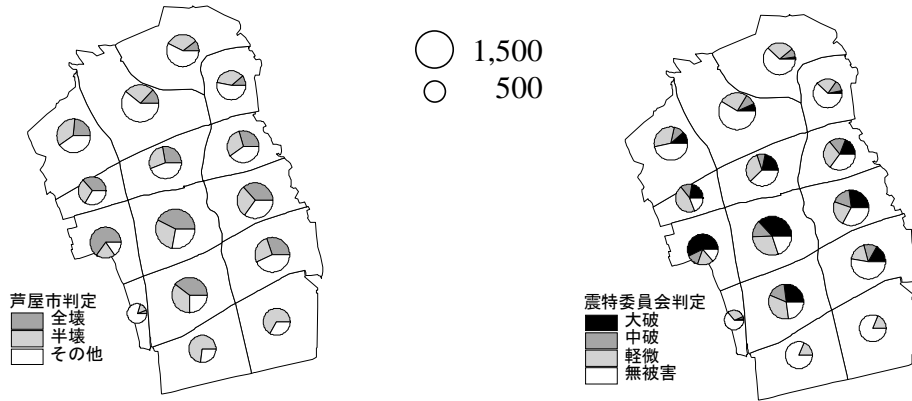 1,500
500
芦屋市判定
全壊
半壊
その他
震特委員会判定
大破
中破
軽微
無被害